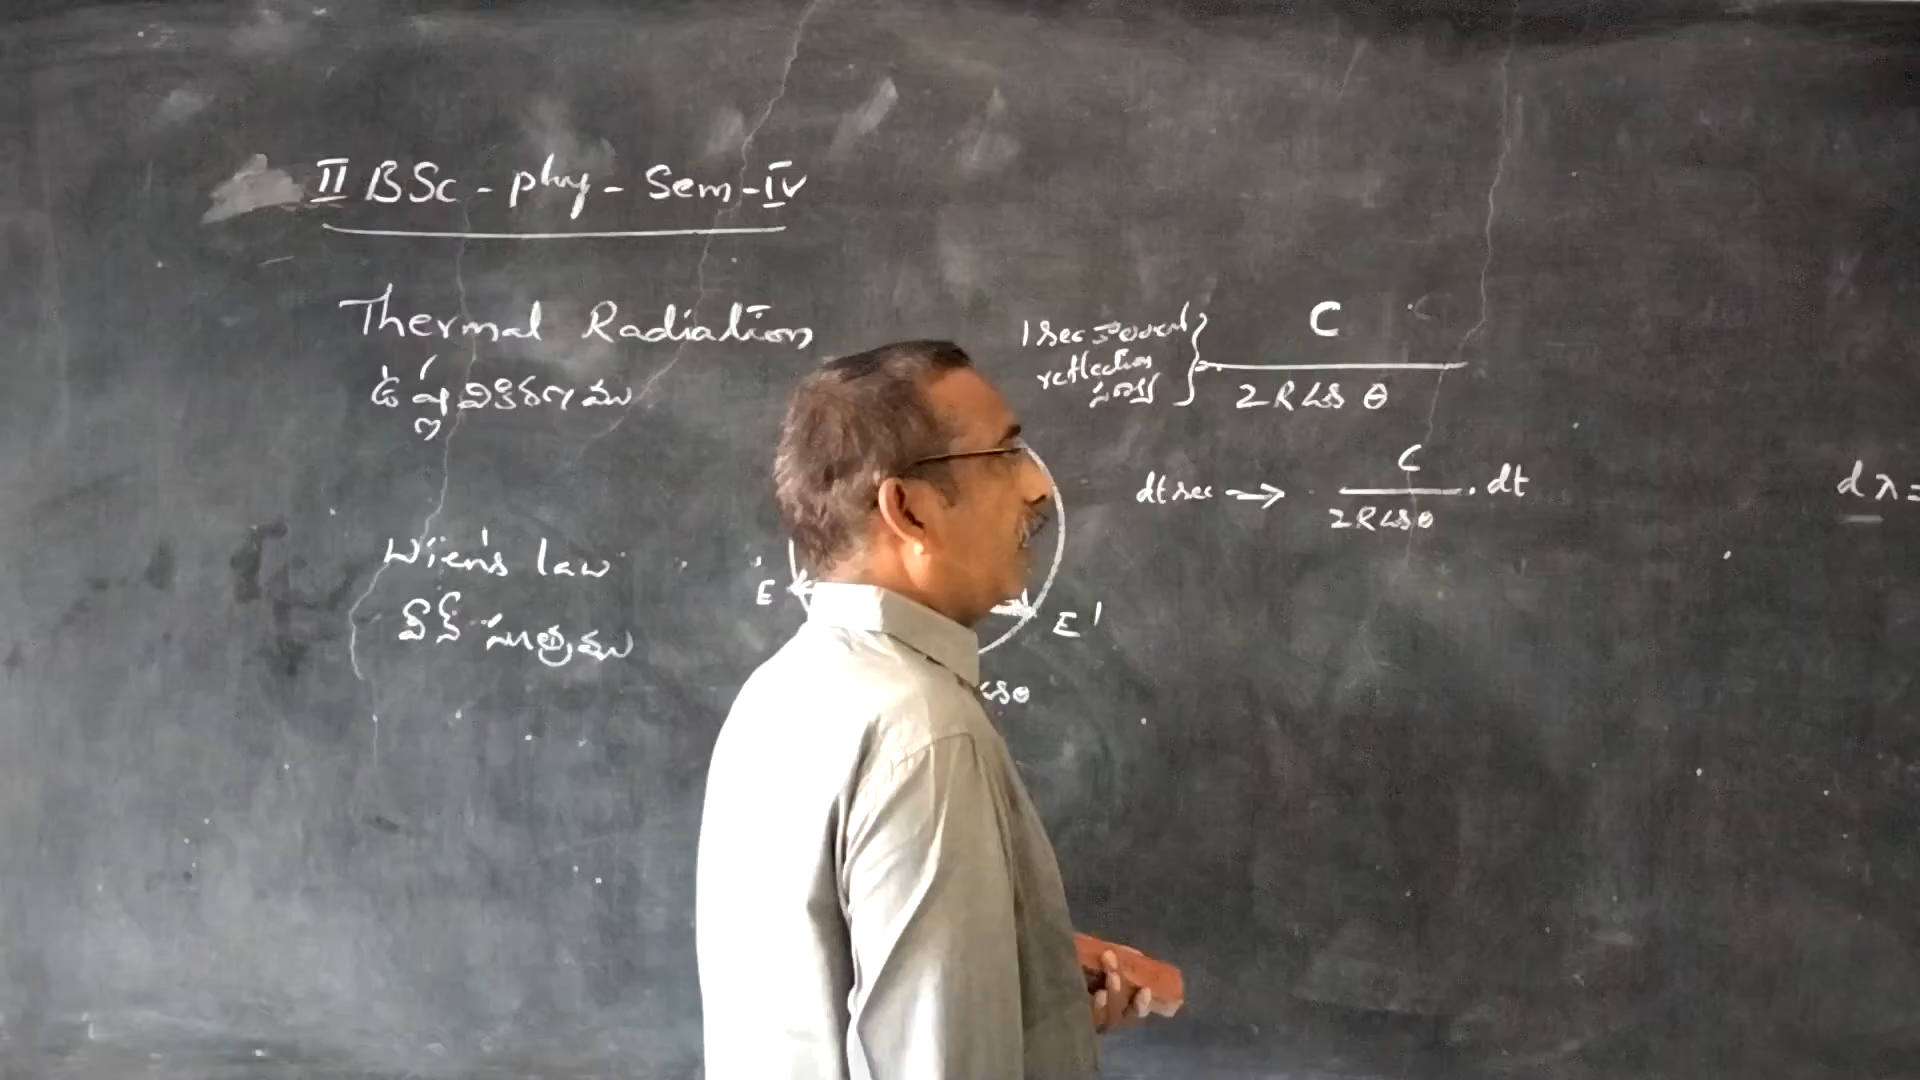 II BSc - phy - Sem - IV
Thermal Radiation
ఉష్ణ వికిరణము
Wien's law
వీన్ సూత్రము
E
E'
cosθ
1 sec
reflection
C
2R cos θ
dt sec → C / 2R cos θ . dt
dλ =